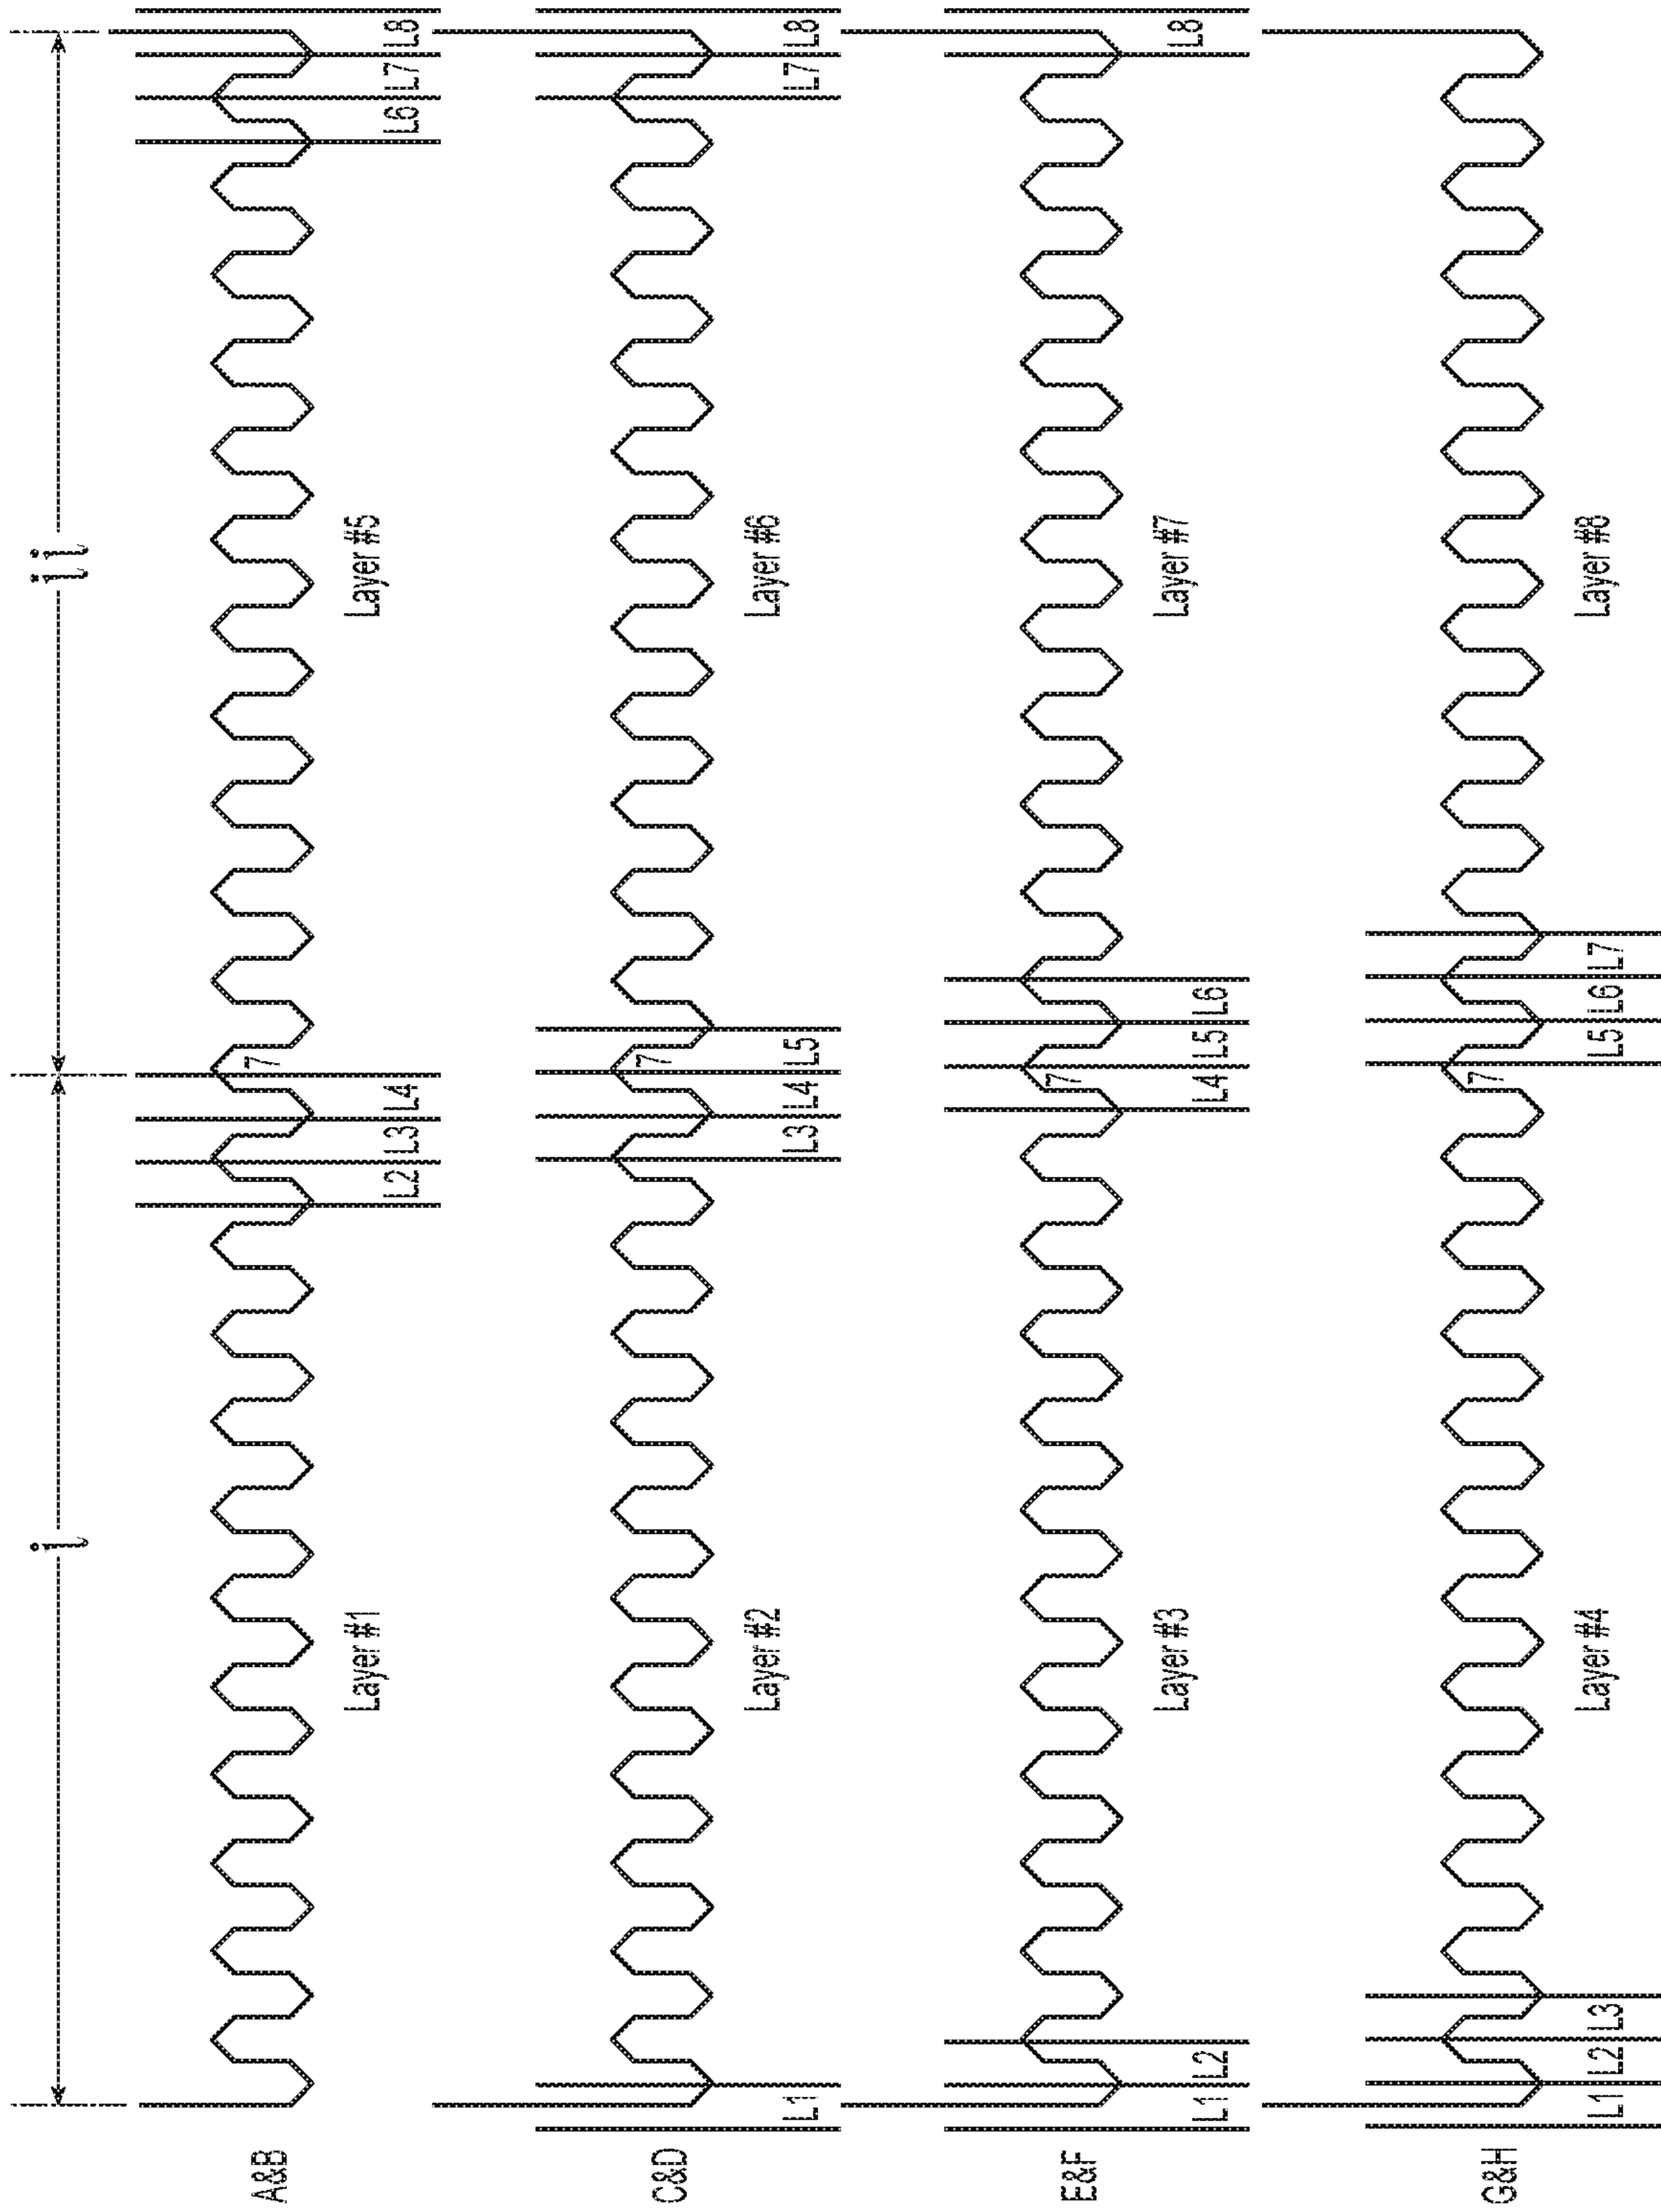 i ii
A&B 7
Layer #1 Layer #5
L2 L3 L4 L6 L7 L8
C&D 7
Layer #2 Layer #6
L1 L3 L4 L5 L7 L8
E&F 7
Layer #3 Layer #7
L1 L2 L4 L5 L6 L8
G&H 7
Layer #4 Layer #8
L1 L2 L3 L5 L6 L7